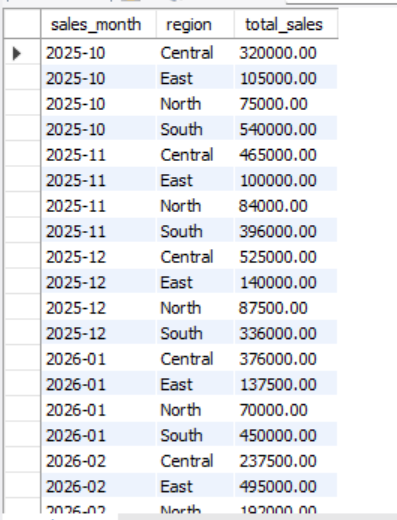 sales_month region total_sales
2025-10 Central 320000.00
2025-10 East 105000.00
2025-10 North 75000.00
2025-10 South 540000.00
2025-11 Central 465000.00
2025-11 East 100000.00
2025-11 North 84000.00
2025-11 South 396000.00
2025-12 Central 525000.00
2025-12 East 140000.00
2025-12 North 87500.00
2025-12 South 336000.00
2026-01 Central 376000.00
2026-01 East 137500.00
2026-01 North 70000.00
2026-01 South 450000.00
2026-02 Central 237500.00
2026-02 East 495000.00
2026-02 North 192000.00